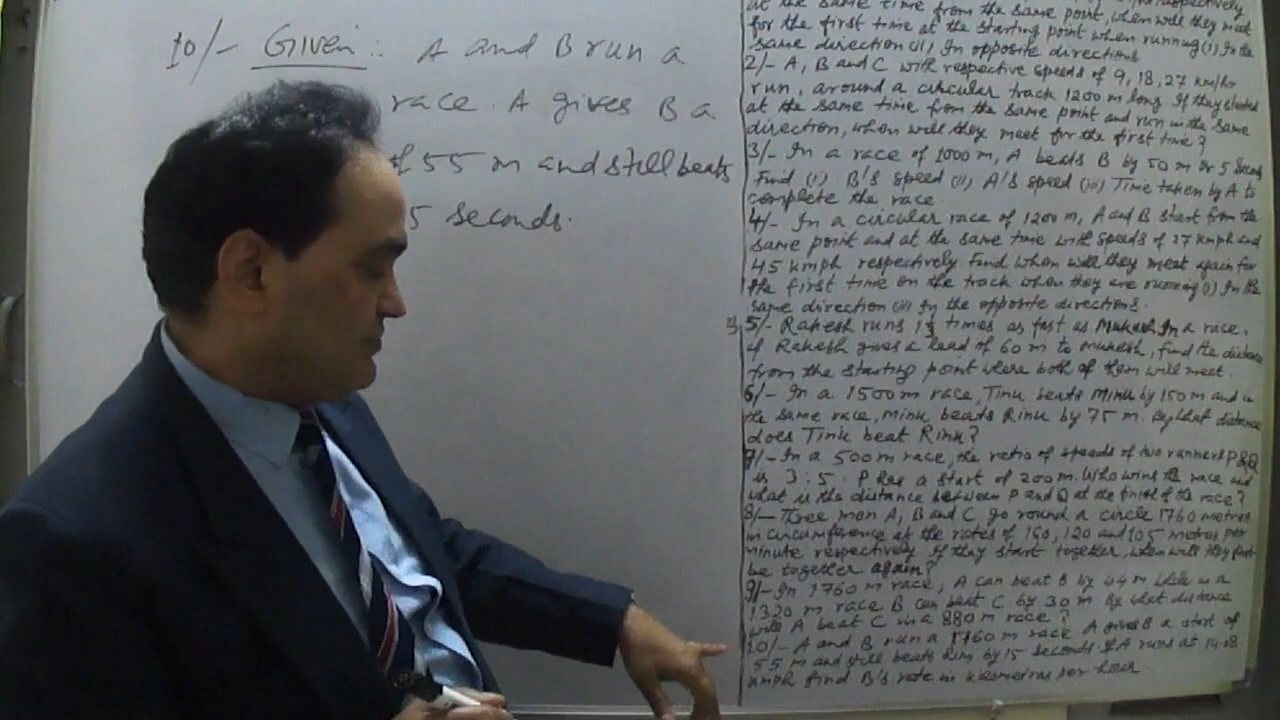 10/- Given :. A and B run a
race. A gives B a
of 55 m and still beats
5 seconds.
at the same time from the same point, when will they meet
for the first time at the starting point when running (i) In the
same direction (ii) In opposite directions
2/- A, B and C with respective speeds of 9, 18, 27 km/hr
run, around a circular track 1200 m long. If they started
at the same time from the same point and run in the same
direction, when will they meet for the first time?
3/- In a race of 1000 m, A beats B by 50 m or 5 Second
Find (i) B's speed (ii) A's speed (iii) Time taken by A to
complete the race.
4/- In a circular race of 1200 m, A and B start from the
same point and at the same time with speeds of 27 kmph and
45 kmph respectively Find when will they meet again for
the first time on the track when they are running (i) In the
same direction (ii) In the opposite directions.
5/- Rakesh runs times as fast as Mukesh In a race,
if Rakesh gives a lead of 60 m to Mukesh, find the distance
from the starting point where both of them will meet.
6/- In a 1500 m race, Tinu beats Minu by 150 m and in
the same race, Minu beats Rinu by 75 m. By what distance
does Tinu beat Rinu?
7/- In a 500 m race, the ratio of speeds of two runners P & Q
is 3 : 5. P has a start of 200 m. Who wins the race and
what is the distance between P and Q at the finish of the race?
8/- Three men A, B and C go round a circle 1760 metres
in circumference at the rates of 160, 120 and 105 metres per
minute respectively. If they start together, when will they first
be together again?
9/- In 1760 m race, A can beat B by 44 m while in a
1320 m race B can beat C by 30 m By what distance
will A beat C in a 880 m race?
10/- A and B run a 1760 m race A gives B a start of
55 m and still beats him by 15 seconds If A runs at
kmph find B's rate in kilometres per hour